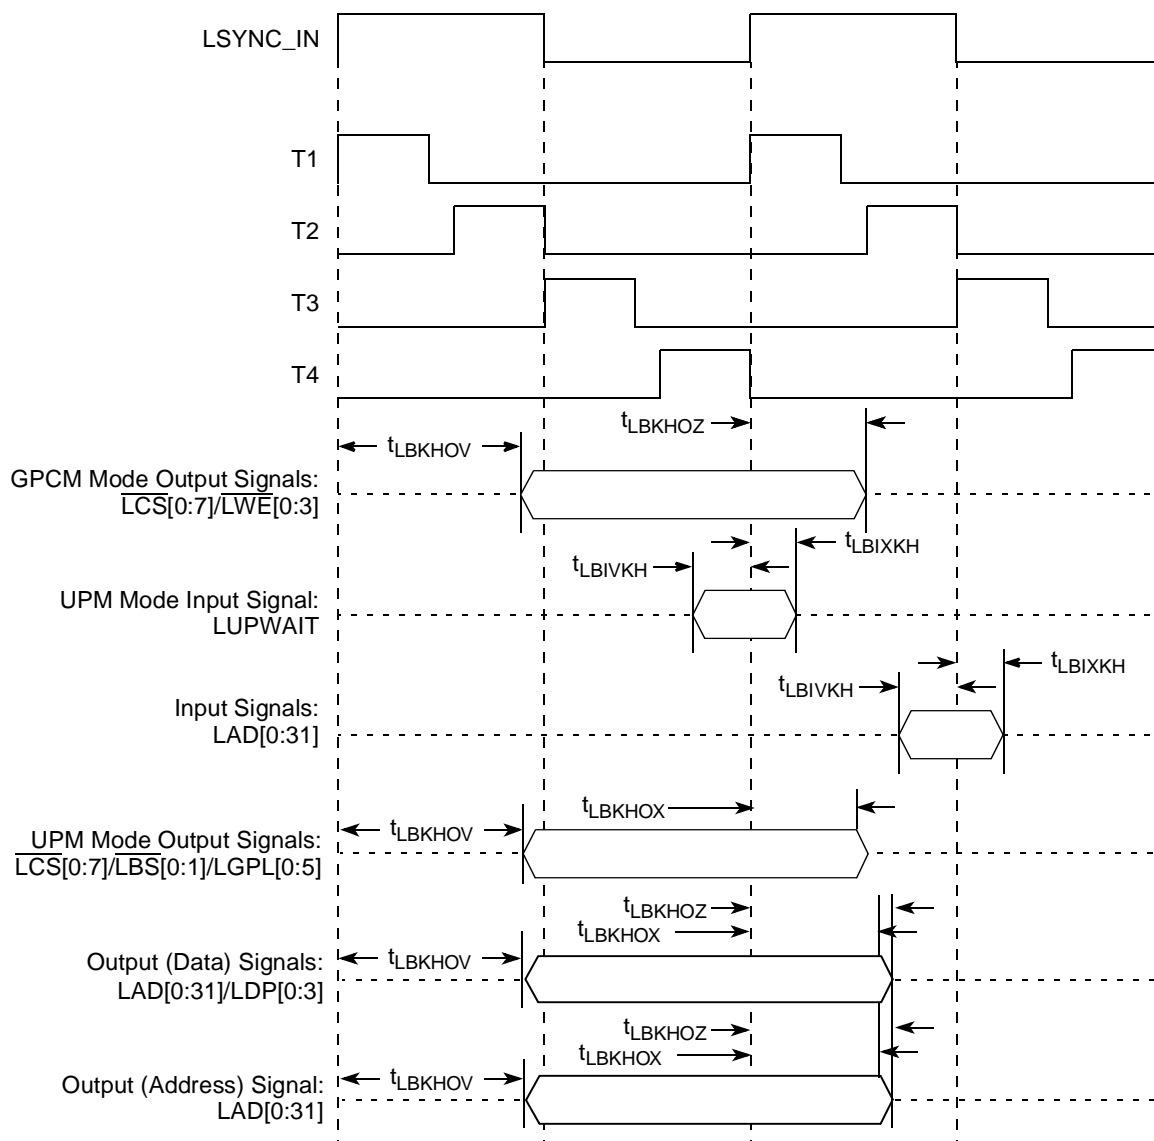 LSYNC_IN
T1
T2
T3
T4
tLBKHOZ
tLBKHOV
GPCM Mode Output Signals:
LCS[0:7]/LWE[0:3]
tLBIXKH
tLBIVKH
UPM Mode Input Signal:
LUPWAIT
tLBIXKH
tLBIVKH
Input Signals:
LAD[0:31]
tLBKHOX
tLBKHOV
UPM Mode Output Signals:
LCS[0:7]/LBS[0:1]/LGPL[0:5]
tLBKHOZ
tLBKHOX
tLBKHOV
Output (Data) Signals:
LAD[0:31]/LDP[0:3]
tLBKHOZ
tLBKHOX
tLBKHOV
Output (Address) Signal:
LAD[0:31]